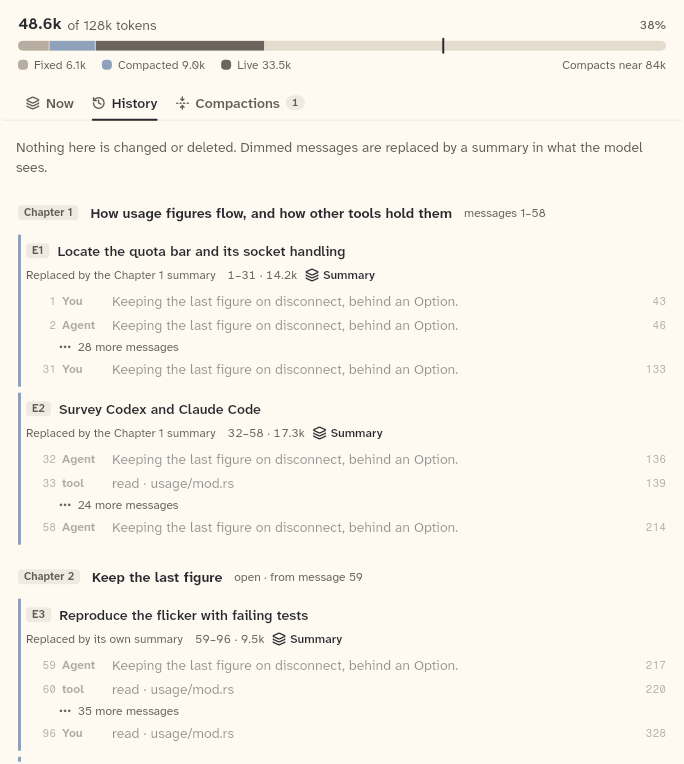 48.6k of 128k tokens 38%
Fixed 6.1k Compacted 9.0k Live 33.5k Compacts near 84k
Now History Compactions 1
Nothing here is changed or deleted. Dimmed messages are replaced by a summary in what the model
sees.
Chapter 1 How usage figures flow, and how other tools hold them messages 1–58
E1 Locate the quota bar and its socket handling
Replaced by the Chapter 1 summary 1–31 · 14.2k Summary
1 You Keeping the last figure on disconnect, behind an Option. 43
2 Agent Keeping the last figure on disconnect, behind an Option. 46
••• 28 more messages
31 You Keeping the last figure on disconnect, behind an Option. 133
E2 Survey Codex and Claude Code
Replaced by the Chapter 1 summary 32–58 · 17.3k Summary
32 Agent Keeping the last figure on disconnect, behind an Option. 136
33 tool read · usage/mod.rs 139
••• 24 more messages
58 Agent Keeping the last figure on disconnect, behind an Option. 214
Chapter 2 Keep the last figure open · from message 59
E3 Reproduce the flicker with failing tests
Replaced by its own summary 59–96 · 9.5k Summary
59 Agent Keeping the last figure on disconnect, behind an Option. 217
60 tool read · usage/mod.rs 220
••• 35 more messages
96 You read · usage/mod.rs 328